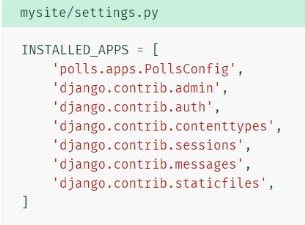 mysite/settings.py
INSTALLED_APPS = [
    'polls.apps.PollsConfig',
    'django.contrib.admin',
    'django.contrib.auth',
    'django.contrib.contenttypes',
    'django.contrib.sessions',
    'django.contrib.messages',
    'django.contrib.staticfiles',
]